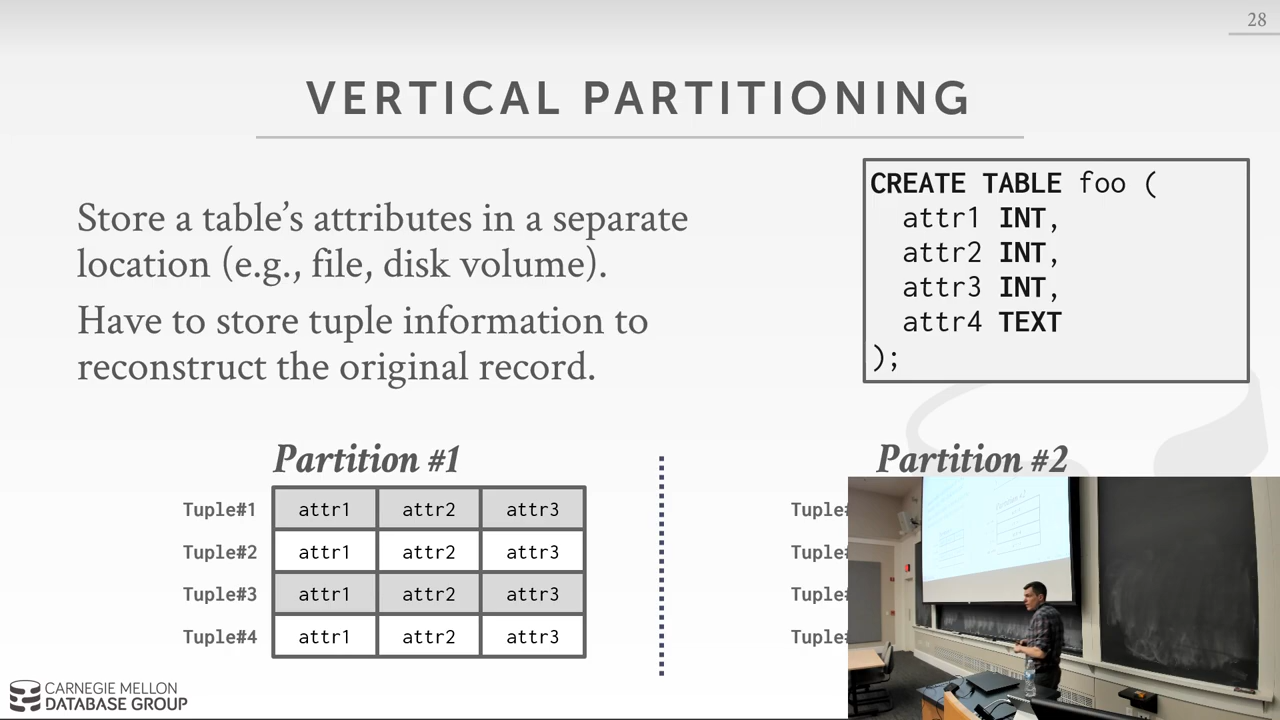 28
VERTICAL PARTITIONING
Store a table’s attributes in a separate
location (e.g., file, disk volume).
Have to store tuple information to
reconstruct the original record.
CREATE TABLE foo (
attr1 INT,
attr2 INT,
attr3 INT,
attr4 TEXT
);
Partition #1
Tuple#1 attr1 attr2 attr3
Tuple#2 attr1 attr2 attr3
Tuple#3 attr1 attr2 attr3
Tuple#4 attr1 attr2 attr3
Partition #2
CARNEGIE MELLON
DATABASE GROUP